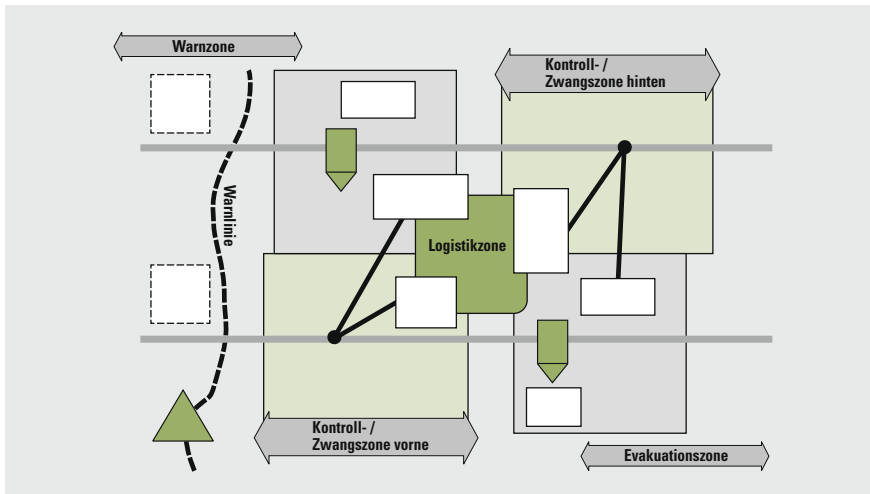 Warnzone
Kontroll- /
Zwangszone hinten
Warnlinie
Logistikzone
Kontroll- /
Zwangszone vorne
Evakuationszone